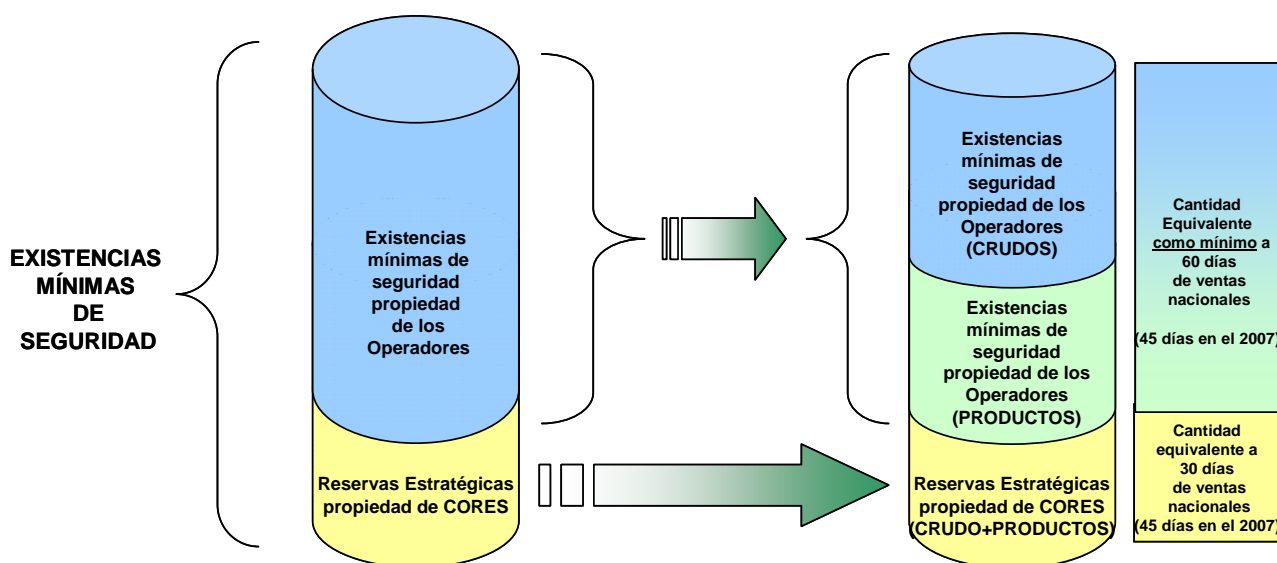 EXISTENCIAS
MÍNIMAS
DE
SEGURIDAD
Existencias
mínimas de
seguridad
propiedad
de los
Operadores
Reservas Estratégicas
propiedad de CORES
Existencias
mínimas de
seguridad
propiedad de los
Operadores
(CRUDOS)
Existencias
mínimas de
seguridad
propiedad de los
Operadores
(PRODUCTOS)
Reservas Estratégicas
propiedad de CORES
(CRUDO+PRODUCTOS)
Cantidad
Equivalente
como mínimo a
60 días
de ventas
nacionales
(45 días en el 2007)
Cantidad
equivalente a
30 días
de ventas
nacionales
(45 días en el 2007)